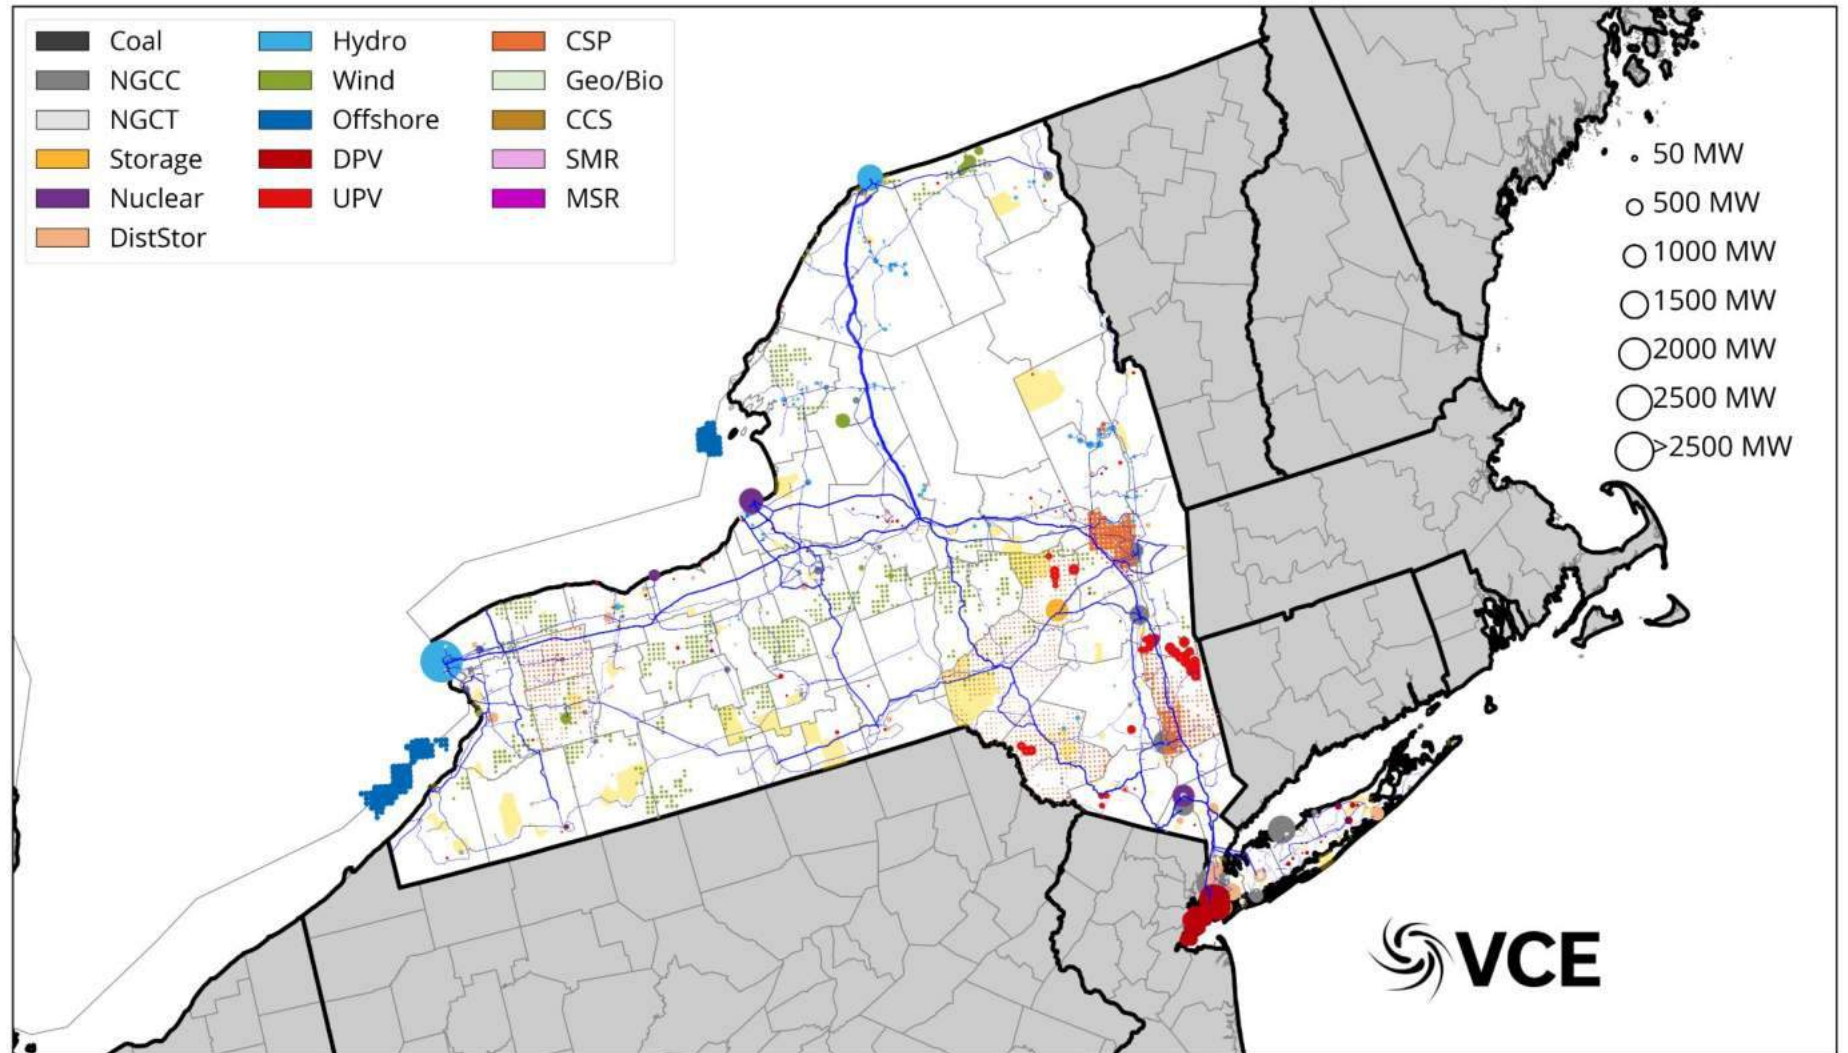 Coal
NGCC
NGCT
Storage
Nuclear
DistStor
Hydro
Wind
Offshore
DPV
UPV
CSP
Geo/Bio
CCS
SMR
MSR
50 MW
500 MW
1000 MW
1500 MW
2000 MW
2500 MW
>2500 MW
VCE